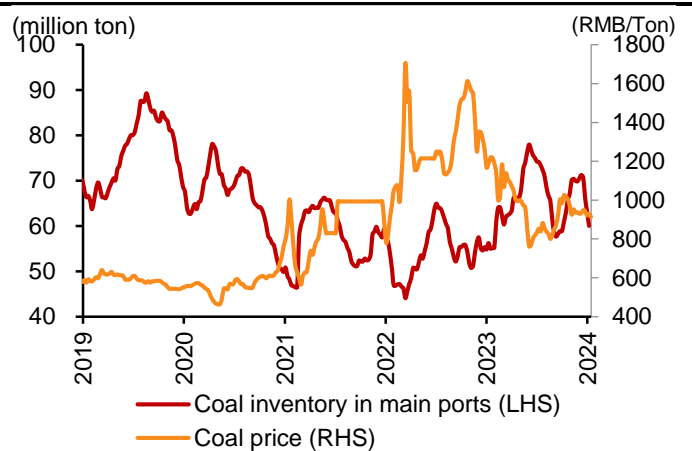 (million ton) (RMB/Ton)
100 1800
90 1600
80 1400
70 1200
60 1000
50 800
40 600
400
2019 2020 2021 2022 2023 2024
Coal inventory in main ports (LHS)
Coal price (RHS)